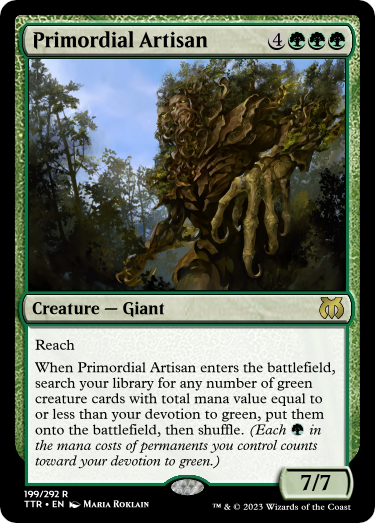 Primordial Artisan 4
Creature — Giant
Reach
When Primordial Artisan enters the battlefield,
search your library for any number of green
creature cards with total mana value equal to
or less than your devotion to green, put them
onto the battlefield, then shuffle. (Each in
the mana costs of permanents you control counts
toward your devotion to green.)
7/7
199/292 R
TTR • EN Maria Roklain
™ & © 2023 Wizards of the Coast